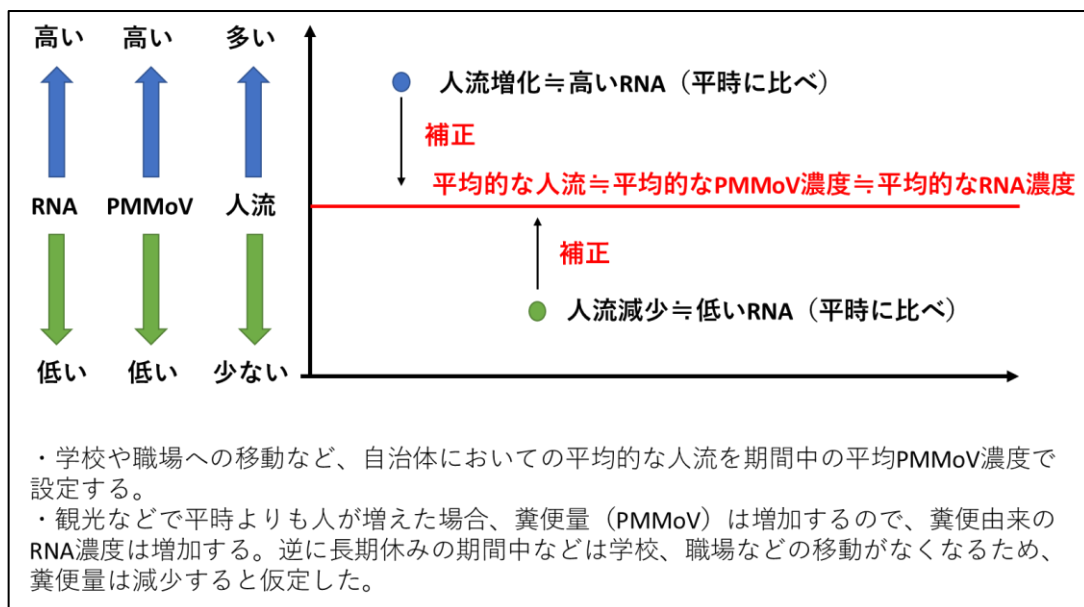 高い 高い 多い
人流増化≒高いRNA（平時に比べ）
補正
平均的な人流≒平均的なPMMoV濃度≒平均的なRNA濃度
RNA PMMoV 人流
補正
人流減少≒低いRNA（平時に比べ）
低い 低い 少ない
・学校や職場への移動など、自治体においての平均的な人流を期間中の平均PMMoV濃度で
設定する。
・観光などで平時よりも人が増えた場合、糞便量（PMMoV）は増加するので、糞便由来の
RNA濃度は増加する。逆に長期休みの期間中などは学校、職場などの移動がなくなるため、
糞便量は減少すると仮定した。